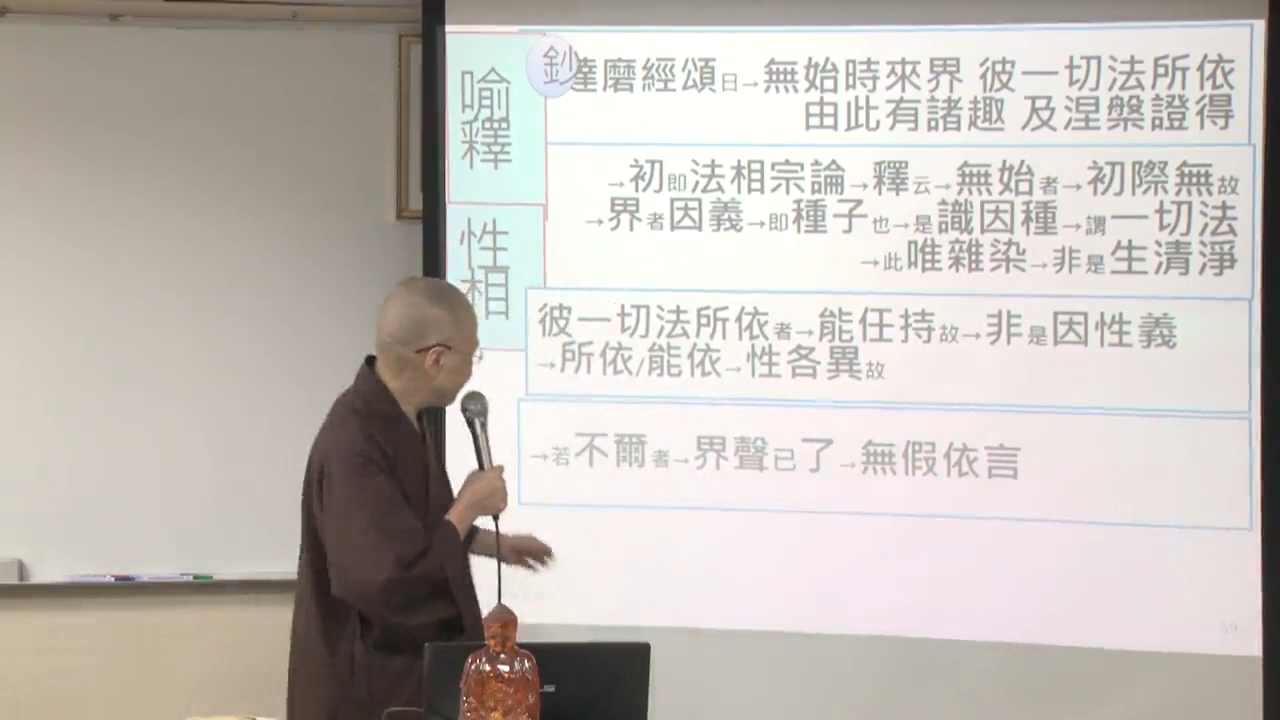 喻釋
性相
鈔
達磨經頌曰→無始時來界 彼一切法所依
由此有諸趣 及涅槃證得
→初即法相宗論→釋云→無始者→初際無故
→界者因義→即種子也→是識因種→謂一切法
→此唯雜染→非是生清淨
彼一切法所依者→能任持故→非是因性義
→所依/能依→性各異故
→若不爾者→界聲已了→無假依言
59